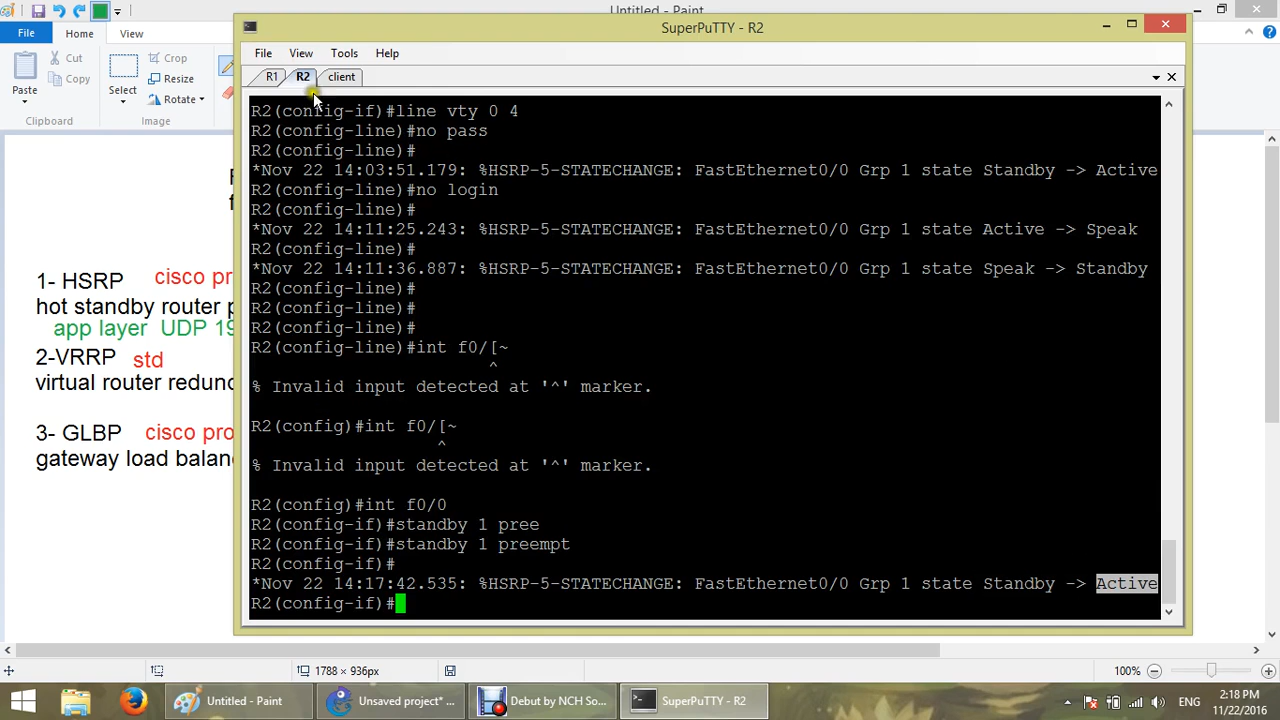 Untitled - Paint
File
Home
View
Paste
Cut
Copy
Clipboard
Select
Crop
Resize
Rotate
Image
SuperPuTTY - R2
File View Tools Help
R1 R2 client
R2(config-if)#line vty 0 4
R2(config-line)#no pass
R2(config-line)#
*Nov 22 14:03:51.179: %HSRP-5-STATECHANGE: FastEthernet0/0 Grp 1 state Standby -> Active
R2(config-line)#no login
R2(config-line)#
*Nov 22 14:11:25.243: %HSRP-5-STATECHANGE: FastEthernet0/0 Grp 1 state Active -> Speak
R2(config-line)#
*Nov 22 14:11:36.887: %HSRP-5-STATECHANGE: FastEthernet0/0 Grp 1 state Speak -> Standby
R2(config-line)#
R2(config-line)#
R2(config-line)#
R2(config-line)#int f0/[~
^
% Invalid input detected at '^' marker.
R2(config)#int f0/[~
^
% Invalid input detected at '^' marker.
R2(config)#int f0/0
R2(config-if)#standby 1 pree
R2(config-if)#standby 1 preempt
R2(config-if)#
*Nov 22 14:17:42.535: %HSRP-5-STATECHANGE: FastEthernet0/0 Grp 1 state Standby -> Active
R2(config-if)#
1- HSRP cisco pr
hot standby router p
app layer UDP 19
2-VRRP std
virtual router redund
3- GLBP cisco pro
gateway load balan
1788 × 936px
100%
Untitled - Paint
Unsaved project*...
Debut by NCH So...
SuperPuTTY - R2
ENG
2:18 PM
11/22/2016